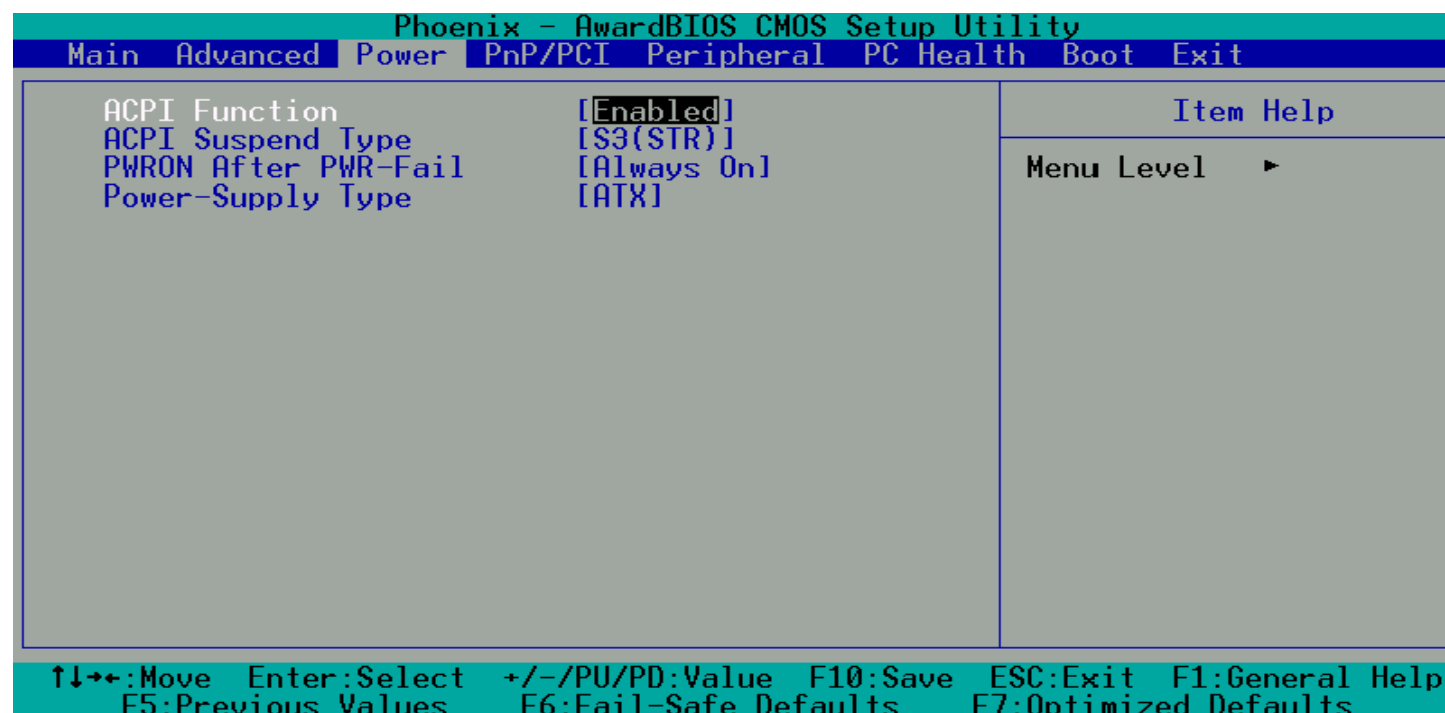 Phoenix - AwardBIOS CMOS Setup Utility
Main Advanced Power PnP/PCI Peripheral PC Health Boot Exit
ACPI Function [Enabled]
ACPI Suspend Type [S3(STR)]
PWRON After PWR-Fail [Always On]
Power-Supply Type [ATX]
Item Help
Menu Level ►
↑↓→←:Move Enter:Select +/-/PU/PD:Value F10:Save ESC:Exit F1:General Help
F5:Previous Values F6:Fail-Safe Defaults F7:Optimized Defaults